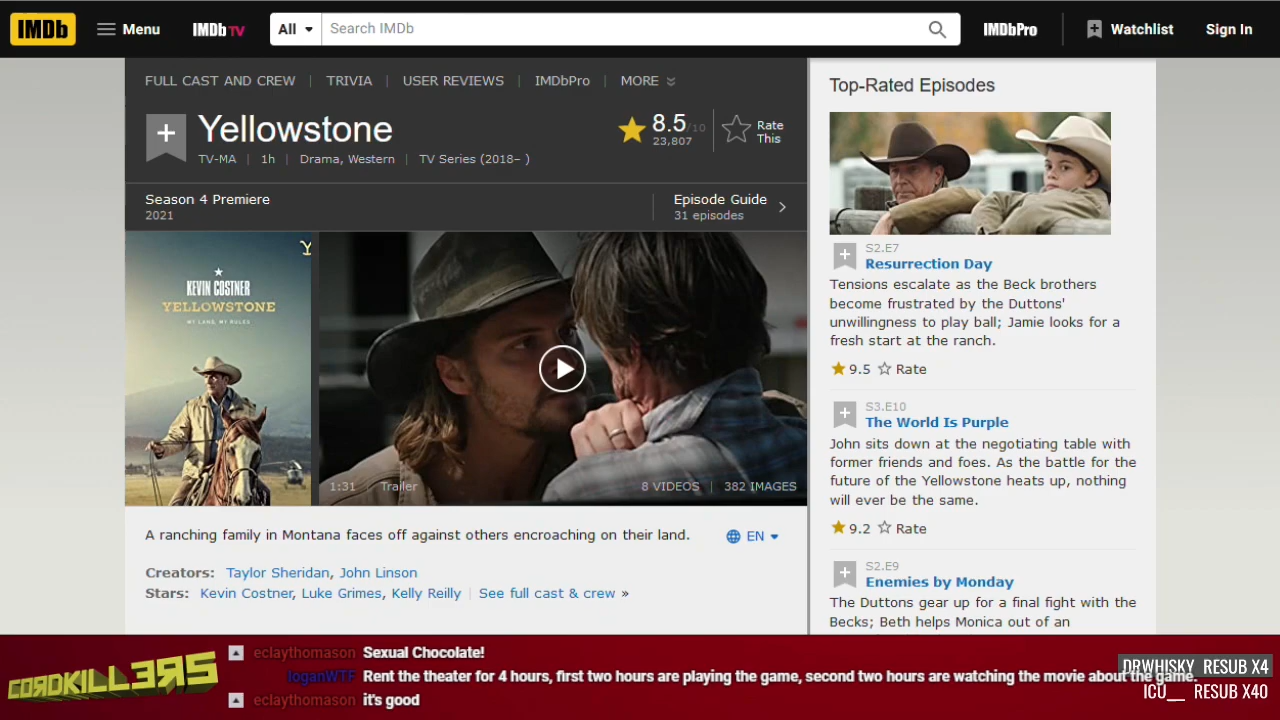 IMDb
Menu
IMDb TV
All
Search IMDb
IMDbPro
Watchlist
Sign In
FULL CAST AND CREW | TRIVIA | USER REVIEWS | IMDbPro | MORE
Yellowstone
8.5/10
23,807
Rate This
TV-MA | 1h | Drama, Western | TV Series (2018– )
Season 4 Premiere
2021
Episode Guide
31 episodes
Y
KEVIN COSTNER
YELLOWSTONE
MY LAND, MY RULES
1:31 Trailer
8 VIDEOS | 382 IMAGES
A ranching family in Montana faces off against others encroaching on their land.
EN
Creators: Taylor Sheridan, John Linson
Stars: Kevin Costner, Luke Grimes, Kelly Reilly | See full cast & crew »
Top-Rated Episodes
S2.E7
Resurrection Day
Tensions escalate as the Beck brothers
become frustrated by the Duttons'
unwillingness to play ball; Jamie looks for a
fresh start at the ranch.
9.5 Rate
S3.E10
The World Is Purple
John sits down at the negotiating table with
former friends and foes. As the battle for the
future of the Yellowstone heats up, nothing
will ever be the same.
9.2 Rate
S2.E9
Enemies by Monday
The Duttons gear up for a final fight with the
Becks; Beth helps Monica out of an
CORDKILL3RS
eclaythomason Sexual Chocolate!
loganWTF Rent the theater for 4 hours, first two hours are playing the game, second two hours are watching the movie about the game.
eclaythomason it's good
DRWHISKY_ RESUB X4
ICU__ RESUB X40